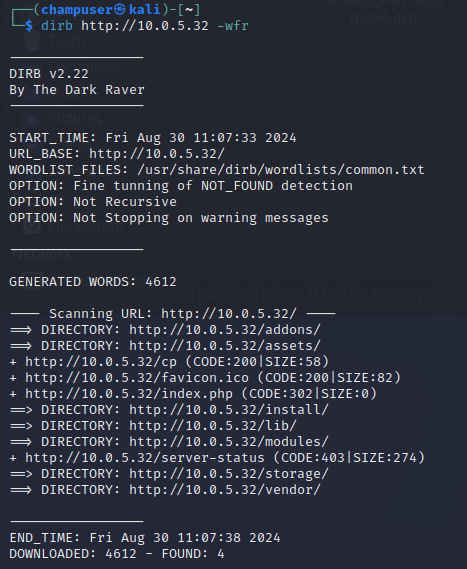 ┌──(champuser㉿kali)-[~]
└─$ dirb http://10.0.5.32 -wfr
-----------------
DIRB v2.22
By The Dark Raver
-----------------
START_TIME: Fri Aug 30 11:07:33 2024
URL_BASE: http://10.0.5.32/
WORDLIST_FILES: /usr/share/dirb/wordlists/common.txt
OPTION: Fine tunning of NOT_FOUND detection
OPTION: Not Recursive
OPTION: Not Stopping on warning messages
-----------------
GENERATED WORDS: 4612
---- Scanning URL: http://10.0.5.32/ ----
==> DIRECTORY: http://10.0.5.32/addons/
==> DIRECTORY: http://10.0.5.32/assets/
+ http://10.0.5.32/cp (CODE:200|SIZE:58)
+ http://10.0.5.32/favicon.ico (CODE:200|SIZE:82)
+ http://10.0.5.32/index.php (CODE:302|SIZE:0)
==> DIRECTORY: http://10.0.5.32/install/
==> DIRECTORY: http://10.0.5.32/lib/
==> DIRECTORY: http://10.0.5.32/modules/
+ http://10.0.5.32/server-status (CODE:403|SIZE:274)
==> DIRECTORY: http://10.0.5.32/storage/
==> DIRECTORY: http://10.0.5.32/vendor/
-----------------
END_TIME: Fri Aug 30 11:07:38 2024
DOWNLOADED: 4612 - FOUND: 4